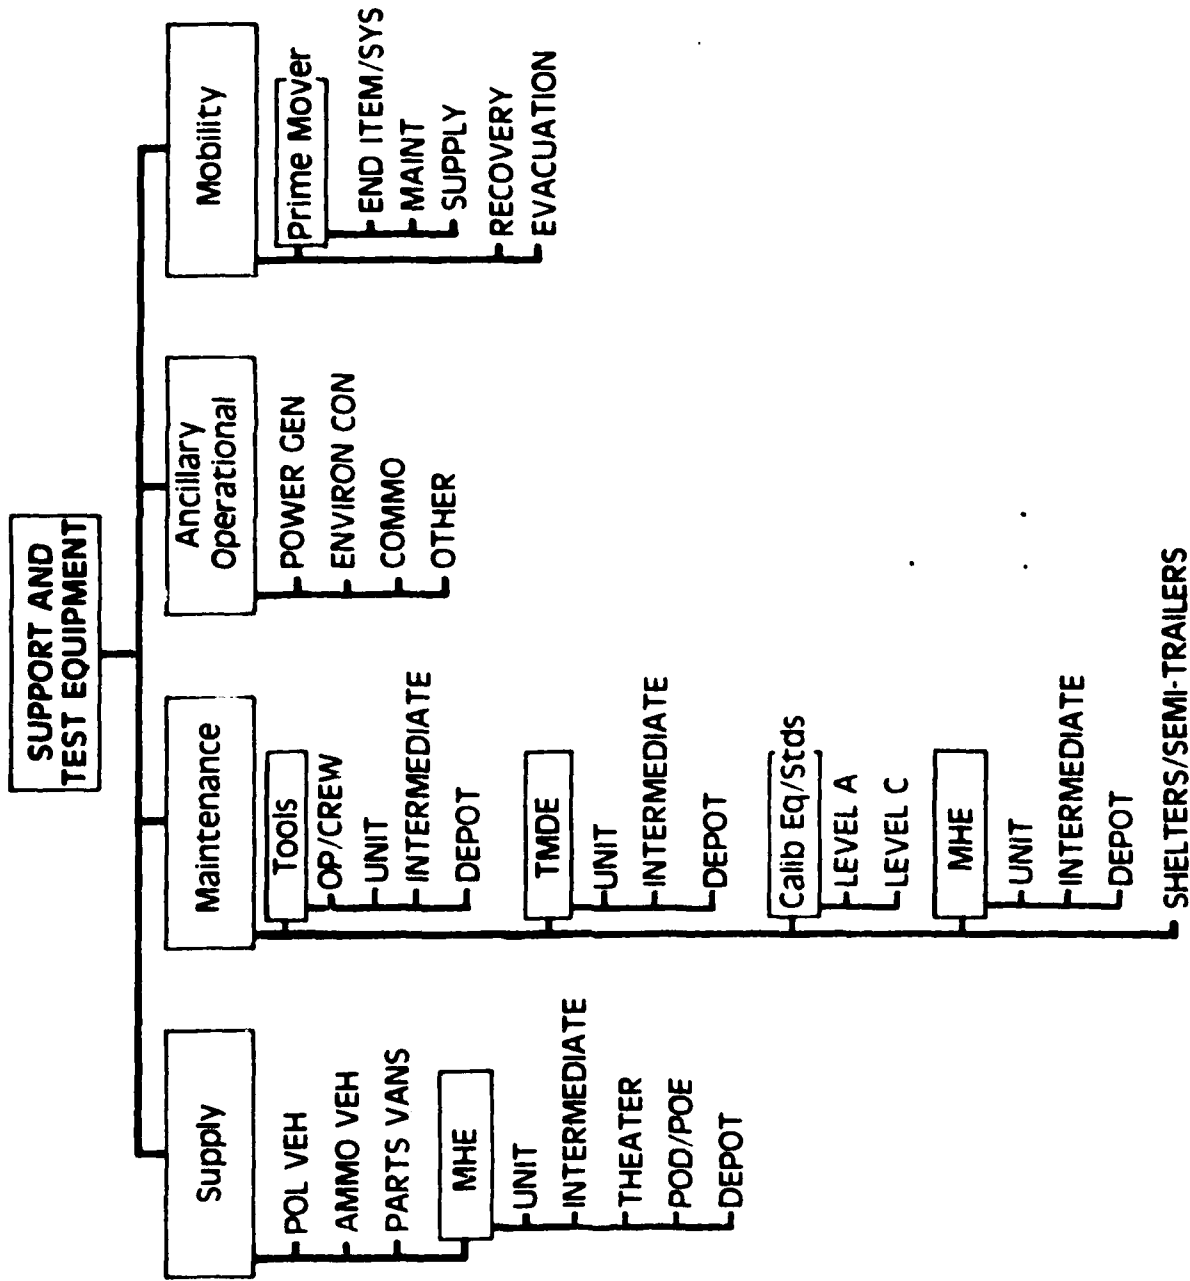 SUPPORT AND
TEST EQUIPMENT
Supply
POL VEH
AMMO VEH
PARTS VANS
MHE
UNIT
INTERMEDIATE
THEATER
POD/POE
DEPOT
Maintenance
Tools
OP/CREW
UNIT
INTERMEDIATE
DEPOT
TMDE
UNIT
INTERMEDIATE
DEPOT
Calib Eq/Stds
LEVEL A
LEVEL C
MHE
UNIT
INTERMEDIATE
DEPOT
SHELTERS/SEMI-TRAILERS
Ancillary
Operational
POWER GEN
ENVIRON CON
COMMO
OTHER
Mobility
Prime Mover
END ITEM/SYS
MAINT
SUPPLY
RECOVERY
EVACUATION